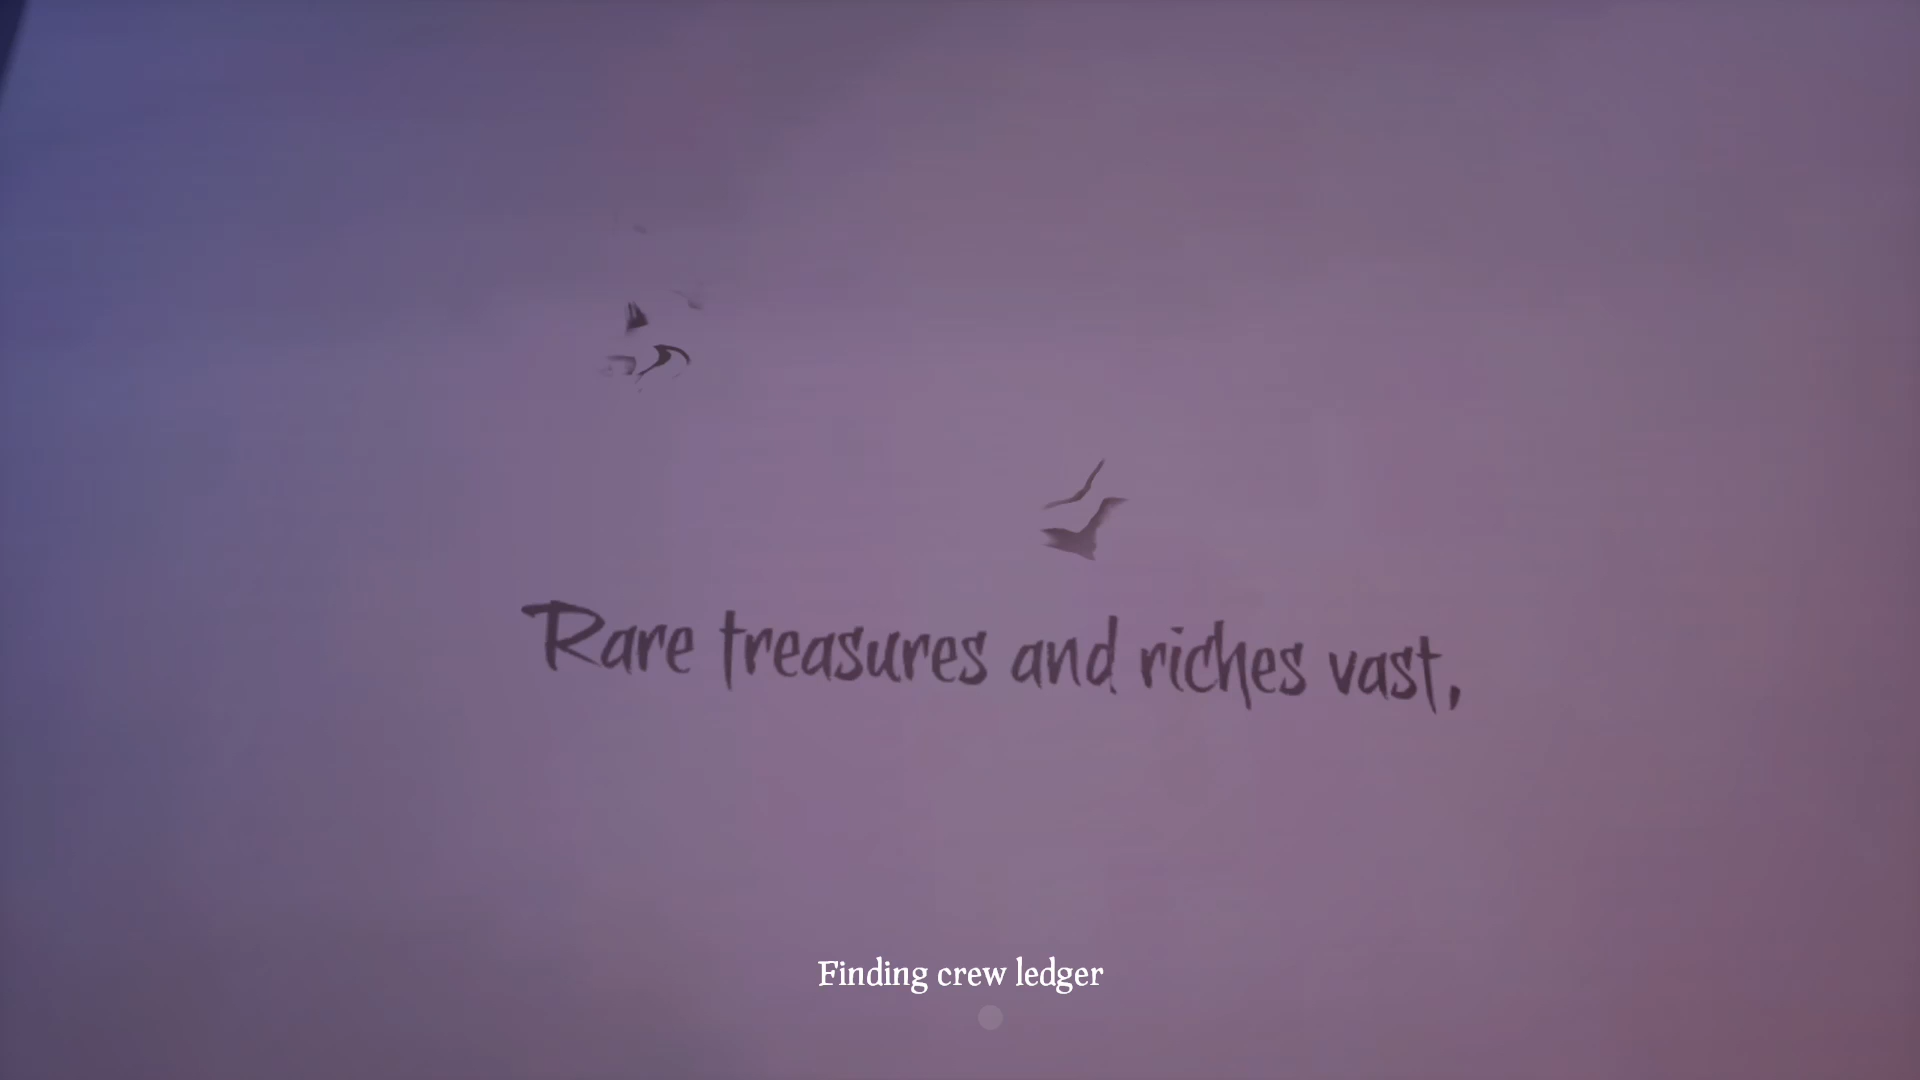 Rare treasures and riches vast,
Finding crew ledger